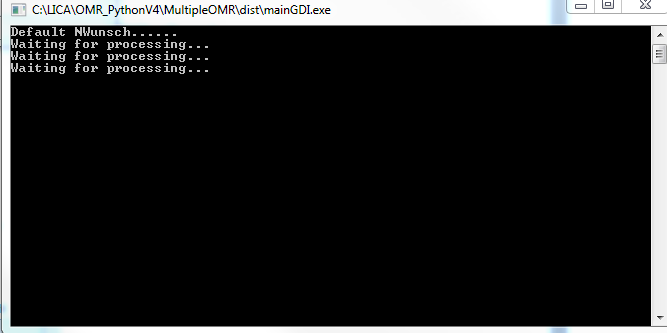 C:\LICA\OMR_PythonV4\MultipleOMR\dist\mainGDI.exe
Default NWunsch......
Waiting for processing...
Waiting for processing...
Waiting for processing...